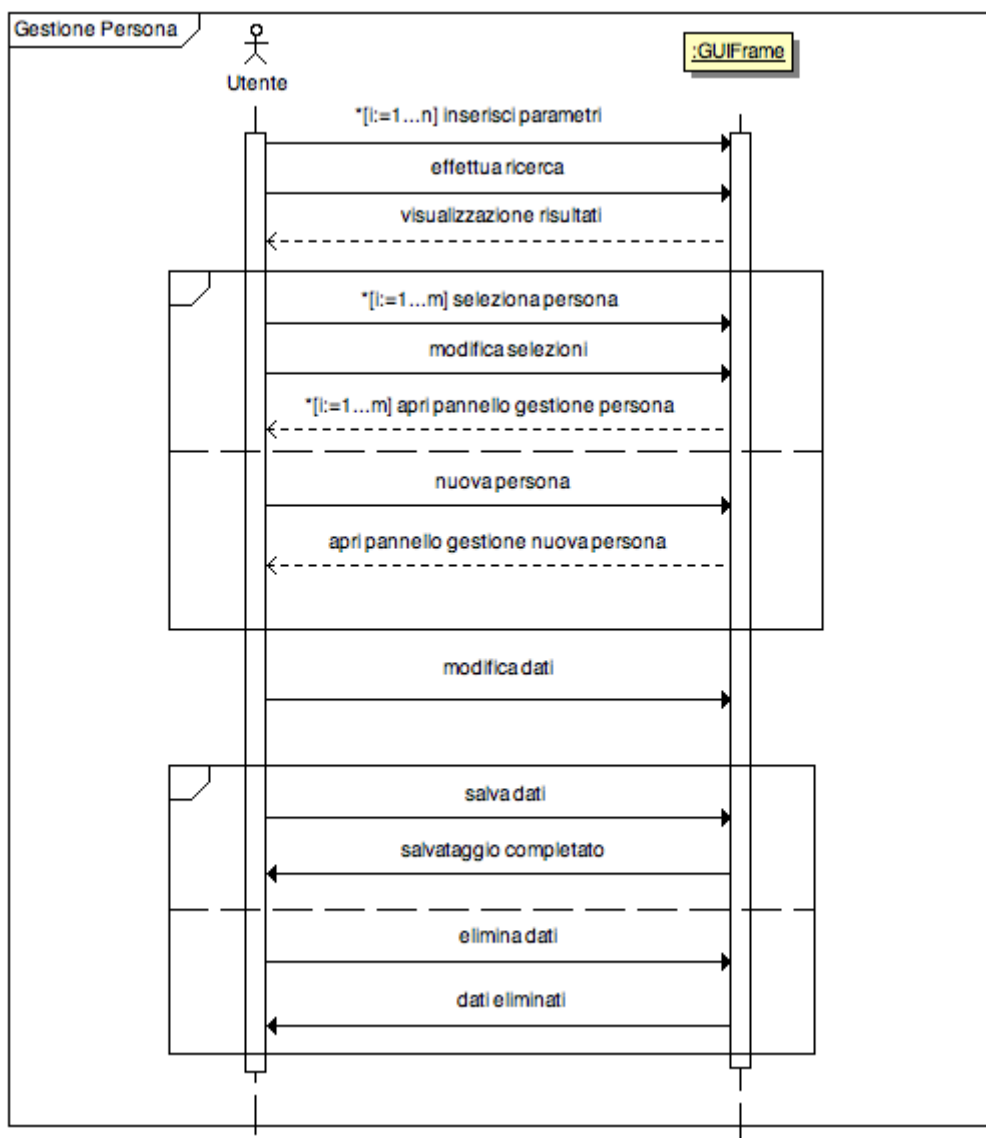 Gestione Persona
Utente
:GUIFrame
*[i:=1...n] inserisci parametri
effettua ricerca
visualizzazione risultati
*[i:=1...m] seleziona persona
modifica selezioni
*[i:=1...m] apri pannello gestione persona
nuova persona
apri pannello gestione nuova persona
modifica dati
salva dati
salvataggio completato
elimina dati
dati eliminati